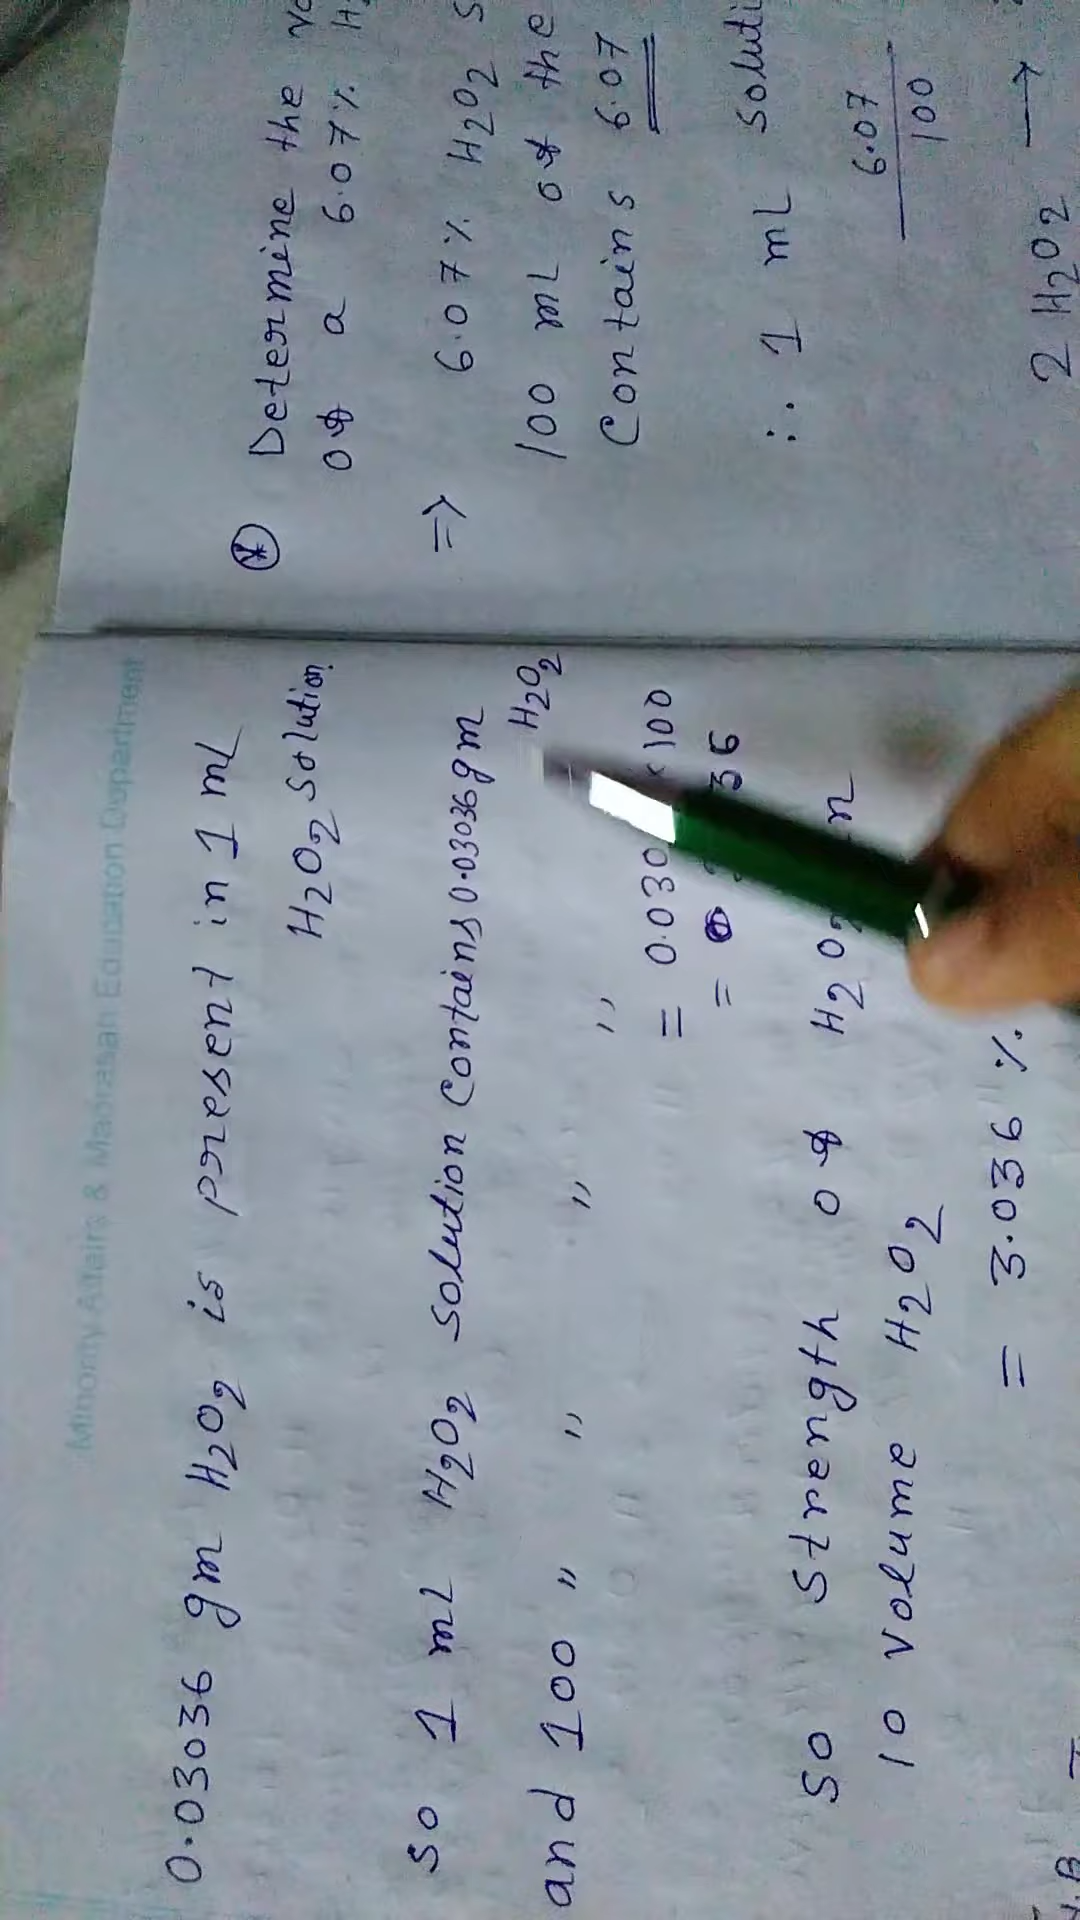 Minority Affairs & Madrasah Education Department
0.03036 gm H2O2 is present in 1 mL
H2O2 solution
so 1 mL H2O2 solution contains 0.03036 gm
H2O2
and 100 " " " "
= 0.030 ×100
= 36
so strength of H2O2
10 volume H2O2
= 3.036 %
Determine the
of a 6.07%
=> 6.07% H2O2 S
100 mL of the
contains 6.07
∴ 1 mL soluti
6.07
100
2 H2O2 →